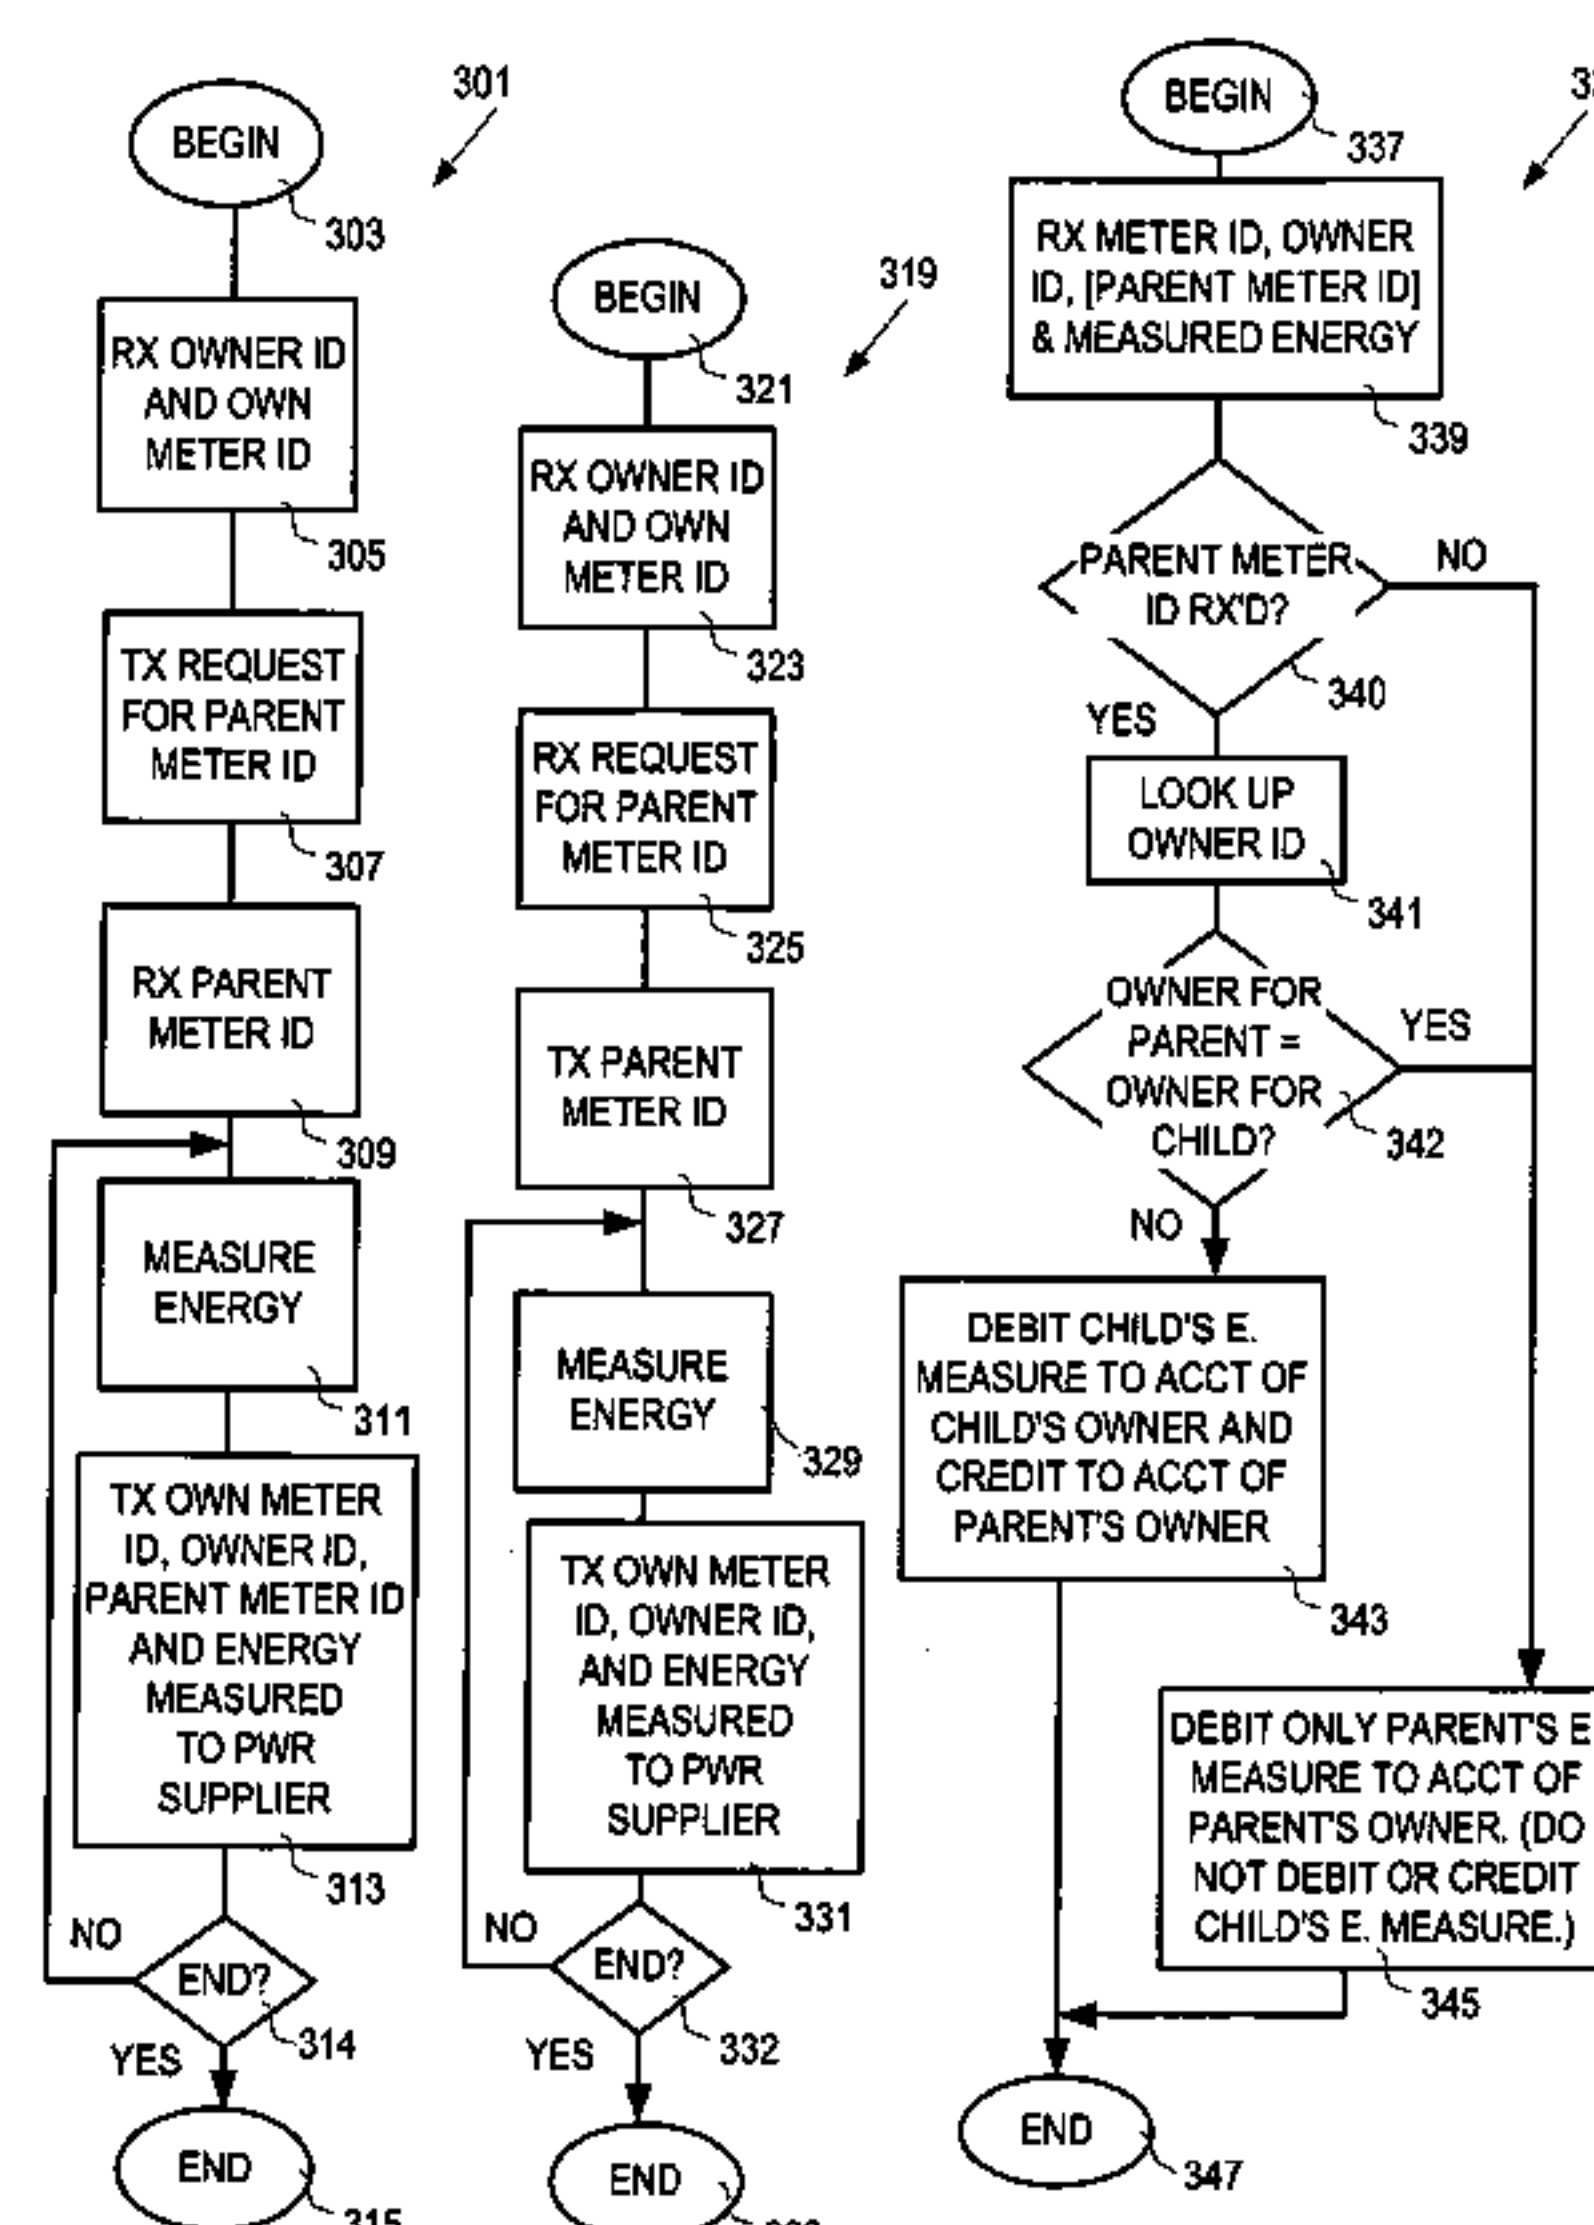 301
BEGIN
303
RX OWNER ID
AND OWN
METER ID
305
TX REQUEST
FOR PARENT
METER ID
307
RX PARENT
METER ID
309
MEASURE
ENERGY
311
TX OWN METER
ID, OWNER ID,
PARENT METER ID
AND ENERGY
MEASURED
TO PWR
SUPPLIER
313
NO
END?
314
YES
END
315
319
BEGIN
321
RX OWNER ID
AND OWN
METER ID
323
RX REQUEST
FOR PARENT
METER ID
325
TX PARENT
METER ID
327
MEASURE
ENERGY
329
TX OWN METER
ID, OWNER ID,
AND ENERGY
MEASURED
TO PWR
SUPPLIER
331
NO
END?
332
YES
END
BEGIN
337
RX METER ID, OWNER
ID, [PARENT METER ID]
& MEASURED ENERGY
339
PARENT METER
ID RX'D?
NO
340
YES
LOOK UP
OWNER ID
341
OWNER FOR
PARENT =
OWNER FOR
CHILD?
YES
342
NO
DEBIT CHILD'S E.
MEASURE TO ACCT OF
CHILD'S OWNER AND
CREDIT TO ACCT OF
PARENT'S OWNER
343
DEBIT ONLY PARENT'S E
MEASURE TO ACCT OF
PARENT'S OWNER. (DO
NOT DEBIT OR CREDIT
CHILD'S E. MEASURE.)
345
END
347